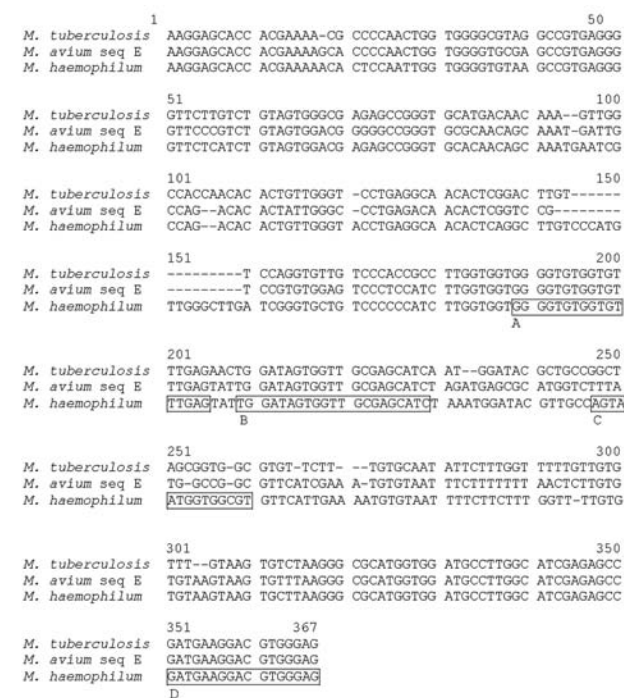 1 50
M. tuberculosis AAGGAGCACC ACGAAAA-CG CCCCAACTGG TGGGGCGTAG GCCGTGAGGG
M. avium seq E AAGGAGCACC ACGAAAAGCA CCCCAACTGG TGGGGTGCGA GCCGTGAGGG
M. haemophilum AAGGAGCACC ACGAAAAACA CTCCAATTGG TGGGGTGTAA GCCGTGAGGG
51 100
M. tuberculosis GTTCTTGTCT GTAGTGGGCG AGAGCCGGGT GCATGACAAC AAA--GTTGG
M. avium seq E GTTCCCGTCT GTAGTGGACG GGGGCCGGGT GCGCAACAGC AAAT-GATTG
M. haemophilum GTTCTCATCT GTAGTGGACG AGAGCCGGGT GCACAACAGC AAATGAATCG
101 150
M. tuberculosis CCACCAACAC ACTGTTGGGT -CCTGAGGCA ACACTCGGAC TTGT------
M. avium seq E CCAG--ACAC ACTATTGGGC -CCTGAGACA ACACTCGGTC CG--------
M. haemophilum CCAG--ACAC ACTGTTGGGT ACCTGAGGCA ACACTCAGGC TTGTCCCATG
151 200
M. tuberculosis ---------T CCAGGTGTTG TCCCACCGCC TTGGTGGTGG GGTGTGGTGT
M. avium seq E ---------T CCGTGTGGAG TCCCTCCATC TTGGTGGTGG GGTGTGGTGT
M. haemophilum TTGGGCTTGA TCGGGTGCTG TCCCCCCATC TTGGTGGTGG GGTGTGGTGT
A
201 250
M. tuberculosis TTGAGAACTG GATAGTGGTT GCGAGCATCA AT--GGATAC GCTGCCGGCT
M. avium seq E TTGAGTATTG GATAGTGGTT GCGAGCATCT AGATGAGCGC ATGGTCTTTA
M. haemophilum TTGAGTATTG GATAGTGGTT GCGAGCATCT AAATGGATAC GTTGCCAGTA
B C
251 300
M. tuberculosis AGCGGTG-GC GTGT-TCTT- --TGTGCAAT ATTCTTTGGT TTTTGTTGTG
M. avium seq E TG-GCCG-GC GTTCATCGAA A-TGTGTAAT TTCTTTTTTT AACTCTTGTG
M. haemophilum ATGGTGGCGT GTTCATTGAA AATGTGTAAT TTTCTTCTTT GGTT-TTGTG
301 350
M. tuberculosis TTT--GTAAG TGTCTAAGGG CGCATGGTGG ATGCCTTGGC ATCGAGAGCC
M. avium seq E TGTAAGTAAG TGTTTAAGGG CGCATGGTGG ATGCCTTGGC ATCGAGAGCC
M. haemophilum TGTAAGTAAG TGCTTAAGGG CGCATGGTGG ATGCCTTGGC ATCGAGAGCC
351 367
M. tuberculosis GATGAAGGAC GTGGGAG
M. avium seq E GATGAAGGAC GTGGGAG
M. haemophilum GATGAAGGAC GTGGGAG
D